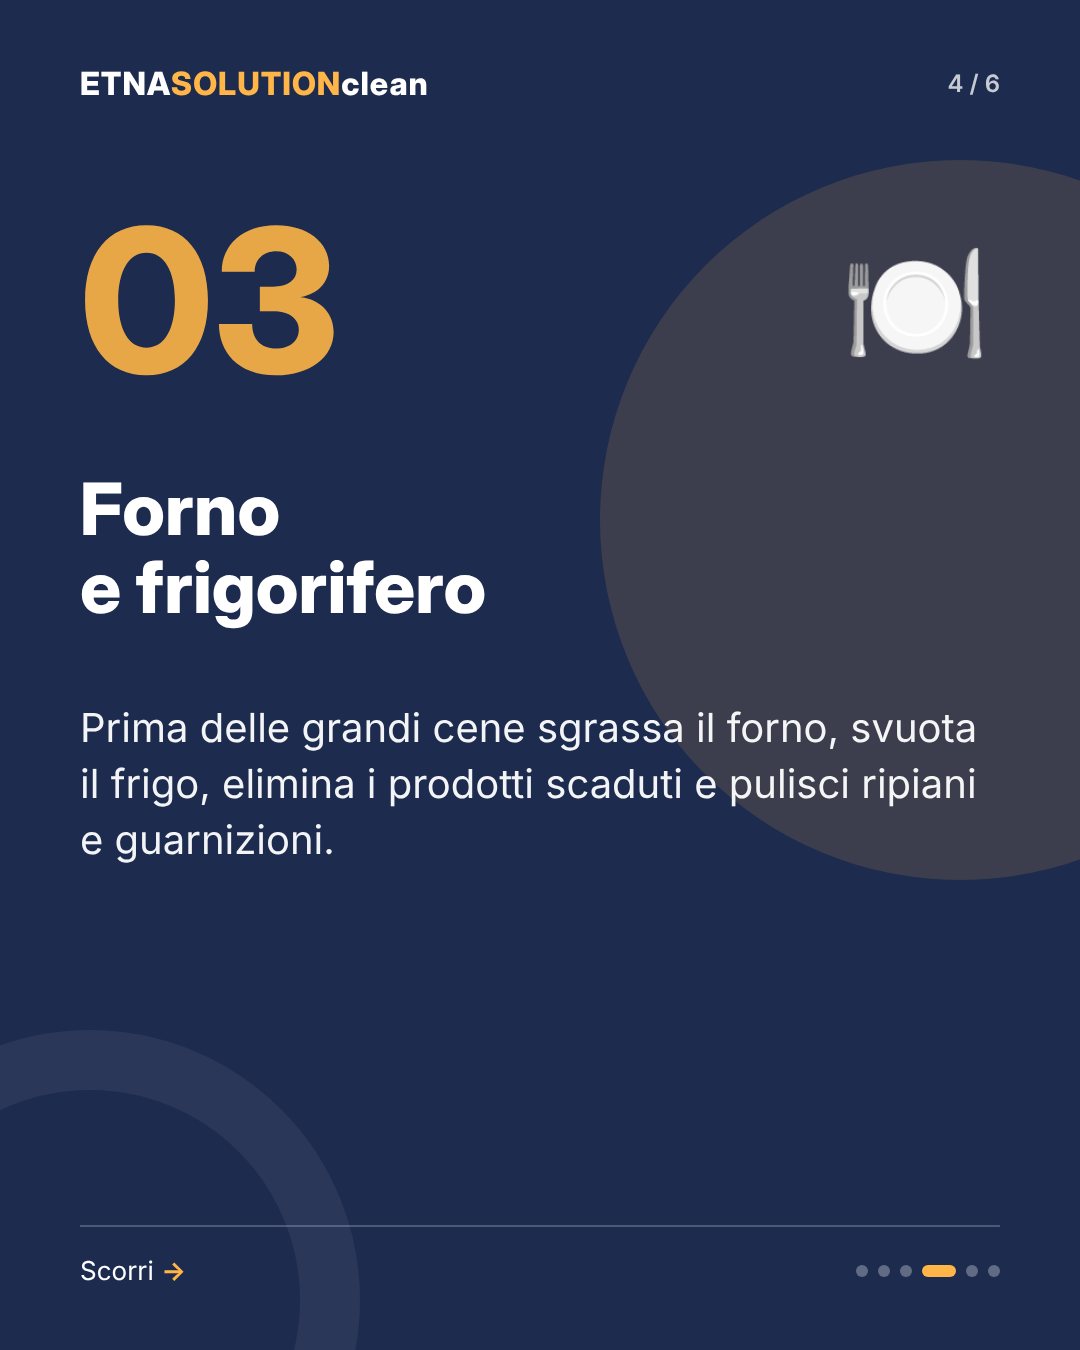 ETNASOLUTIONclean
4 / 6
03
Forno
e frigorifero
Prima delle grandi cene sgrassa il forno, svuota
il frigo, elimina i prodotti scaduti e pulisci ripiani
e guarnizioni.
Scorri →